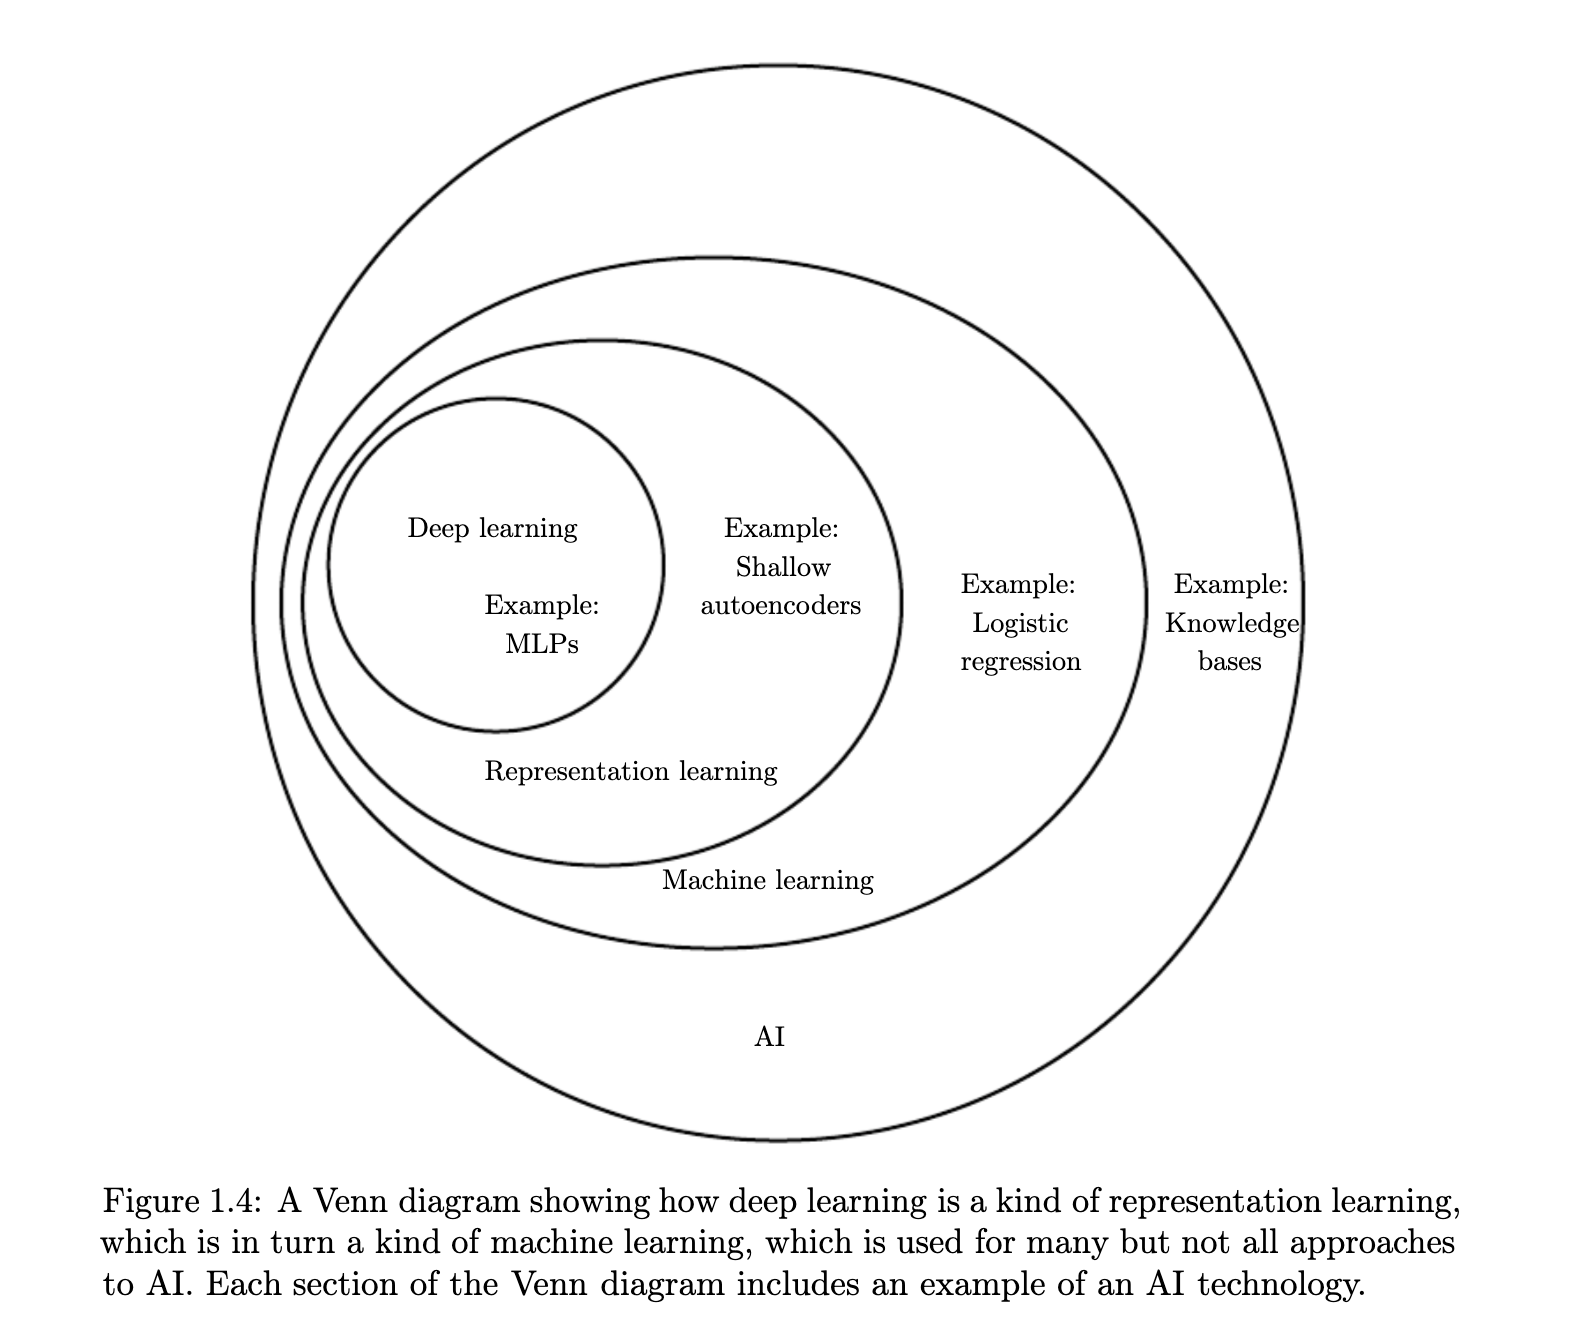 Deep learning
Example:
MLPs
Example:
Shallow
autoencoders
Example:
Logistic
regression
Example:
Knowledge
bases
Representation learning
Machine learning
AI
Figure 1.4: A Venn diagram showing how deep learning is a kind of representation learning,
which is in turn a kind of machine learning, which is used for many but not all approaches
to AI. Each section of the Venn diagram includes an example of an AI technology.